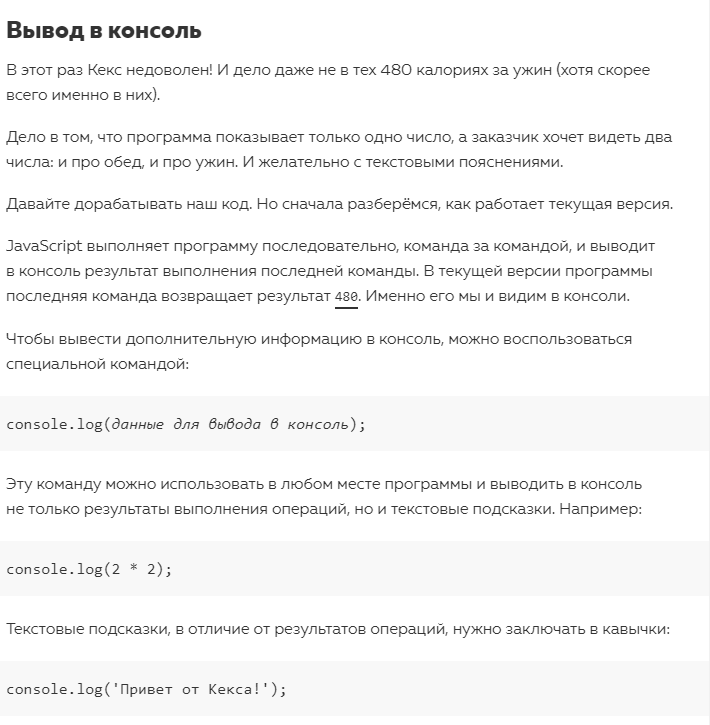 Вывод в консоль
В этот раз Кекс недоволен! И дело даже не в тех 480 калориях за ужин (хотя скорее
всего именно в них).
Дело в том, что программа показывает только одно число, а заказчик хочет видеть два
числа: и про обед, и про ужин. И желательно с текстовыми пояснениями.
Давайте дорабатывать наш код. Но сначала разберёмся, как работает текущая версия.
JavaScript выполняет программу последовательно, команда за командой, и выводит
в консоль результат выполнения последней команды. В текущей версии программы
последняя команда возвращает результат 480. Именно его мы и видим в консоли.
Чтобы вывести дополнительную информацию в консоль, можно воспользоваться
специальной командой:
console.log(данные для вывода в консоль);
Эту команду можно использовать в любом месте программы и выводить в консоль
не только результаты выполнения операций, но и текстовые подсказки. Например:
console.log(2 * 2);
Текстовые подсказки, в отличие от результатов операций, нужно заключать в кавычки:
console.log('Привет от Кекса!');